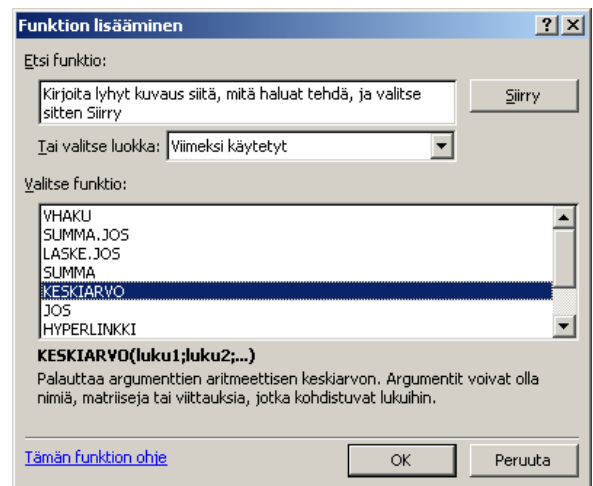 Funktion lisääminen
Etsi funktio:
Kirjoita lyhyt kuvaus siitä, mitä haluat tehdä, ja valitse
sitten Siirry
Siirry
Tai valitse luokka: Viimeksi käytetyt
Valitse funktio:
VHAKU
SUMMA.JOS
LASKE.JOS
SUMMA
KESKIARVO
JOS
HYPERLINKKI
KESKIARVO(luku1;luku2;...)
Palauttaa argumenttien aritmeettisen keskiarvon. Argumentit voivat olla
nimiä, matriiseja tai viittauksia, jotka kohdistuvat lukuihin.
Tämän funktion ohje
OK
Peruuta